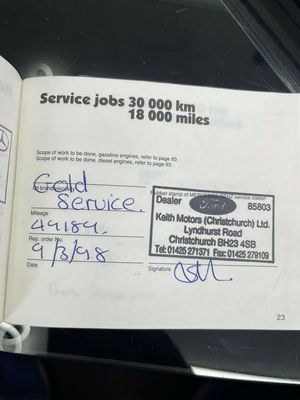 Service jobs 30 000 km
18 000 miles
Scope of work to be done, gasoline engines, refer to page 85
Scope of work to be done, diesel engines, refer to page 95
Gold
Service.
Mileage
49189.
Rep. order No.
9/3/98
Date
Dealer Ford 85803
Keith Motors (Christchurch) Ltd.
Lyndhurst Road
Christchurch BH23 4SB
Tel: 01425 271371 Fax: 01425 279109
Signature
23